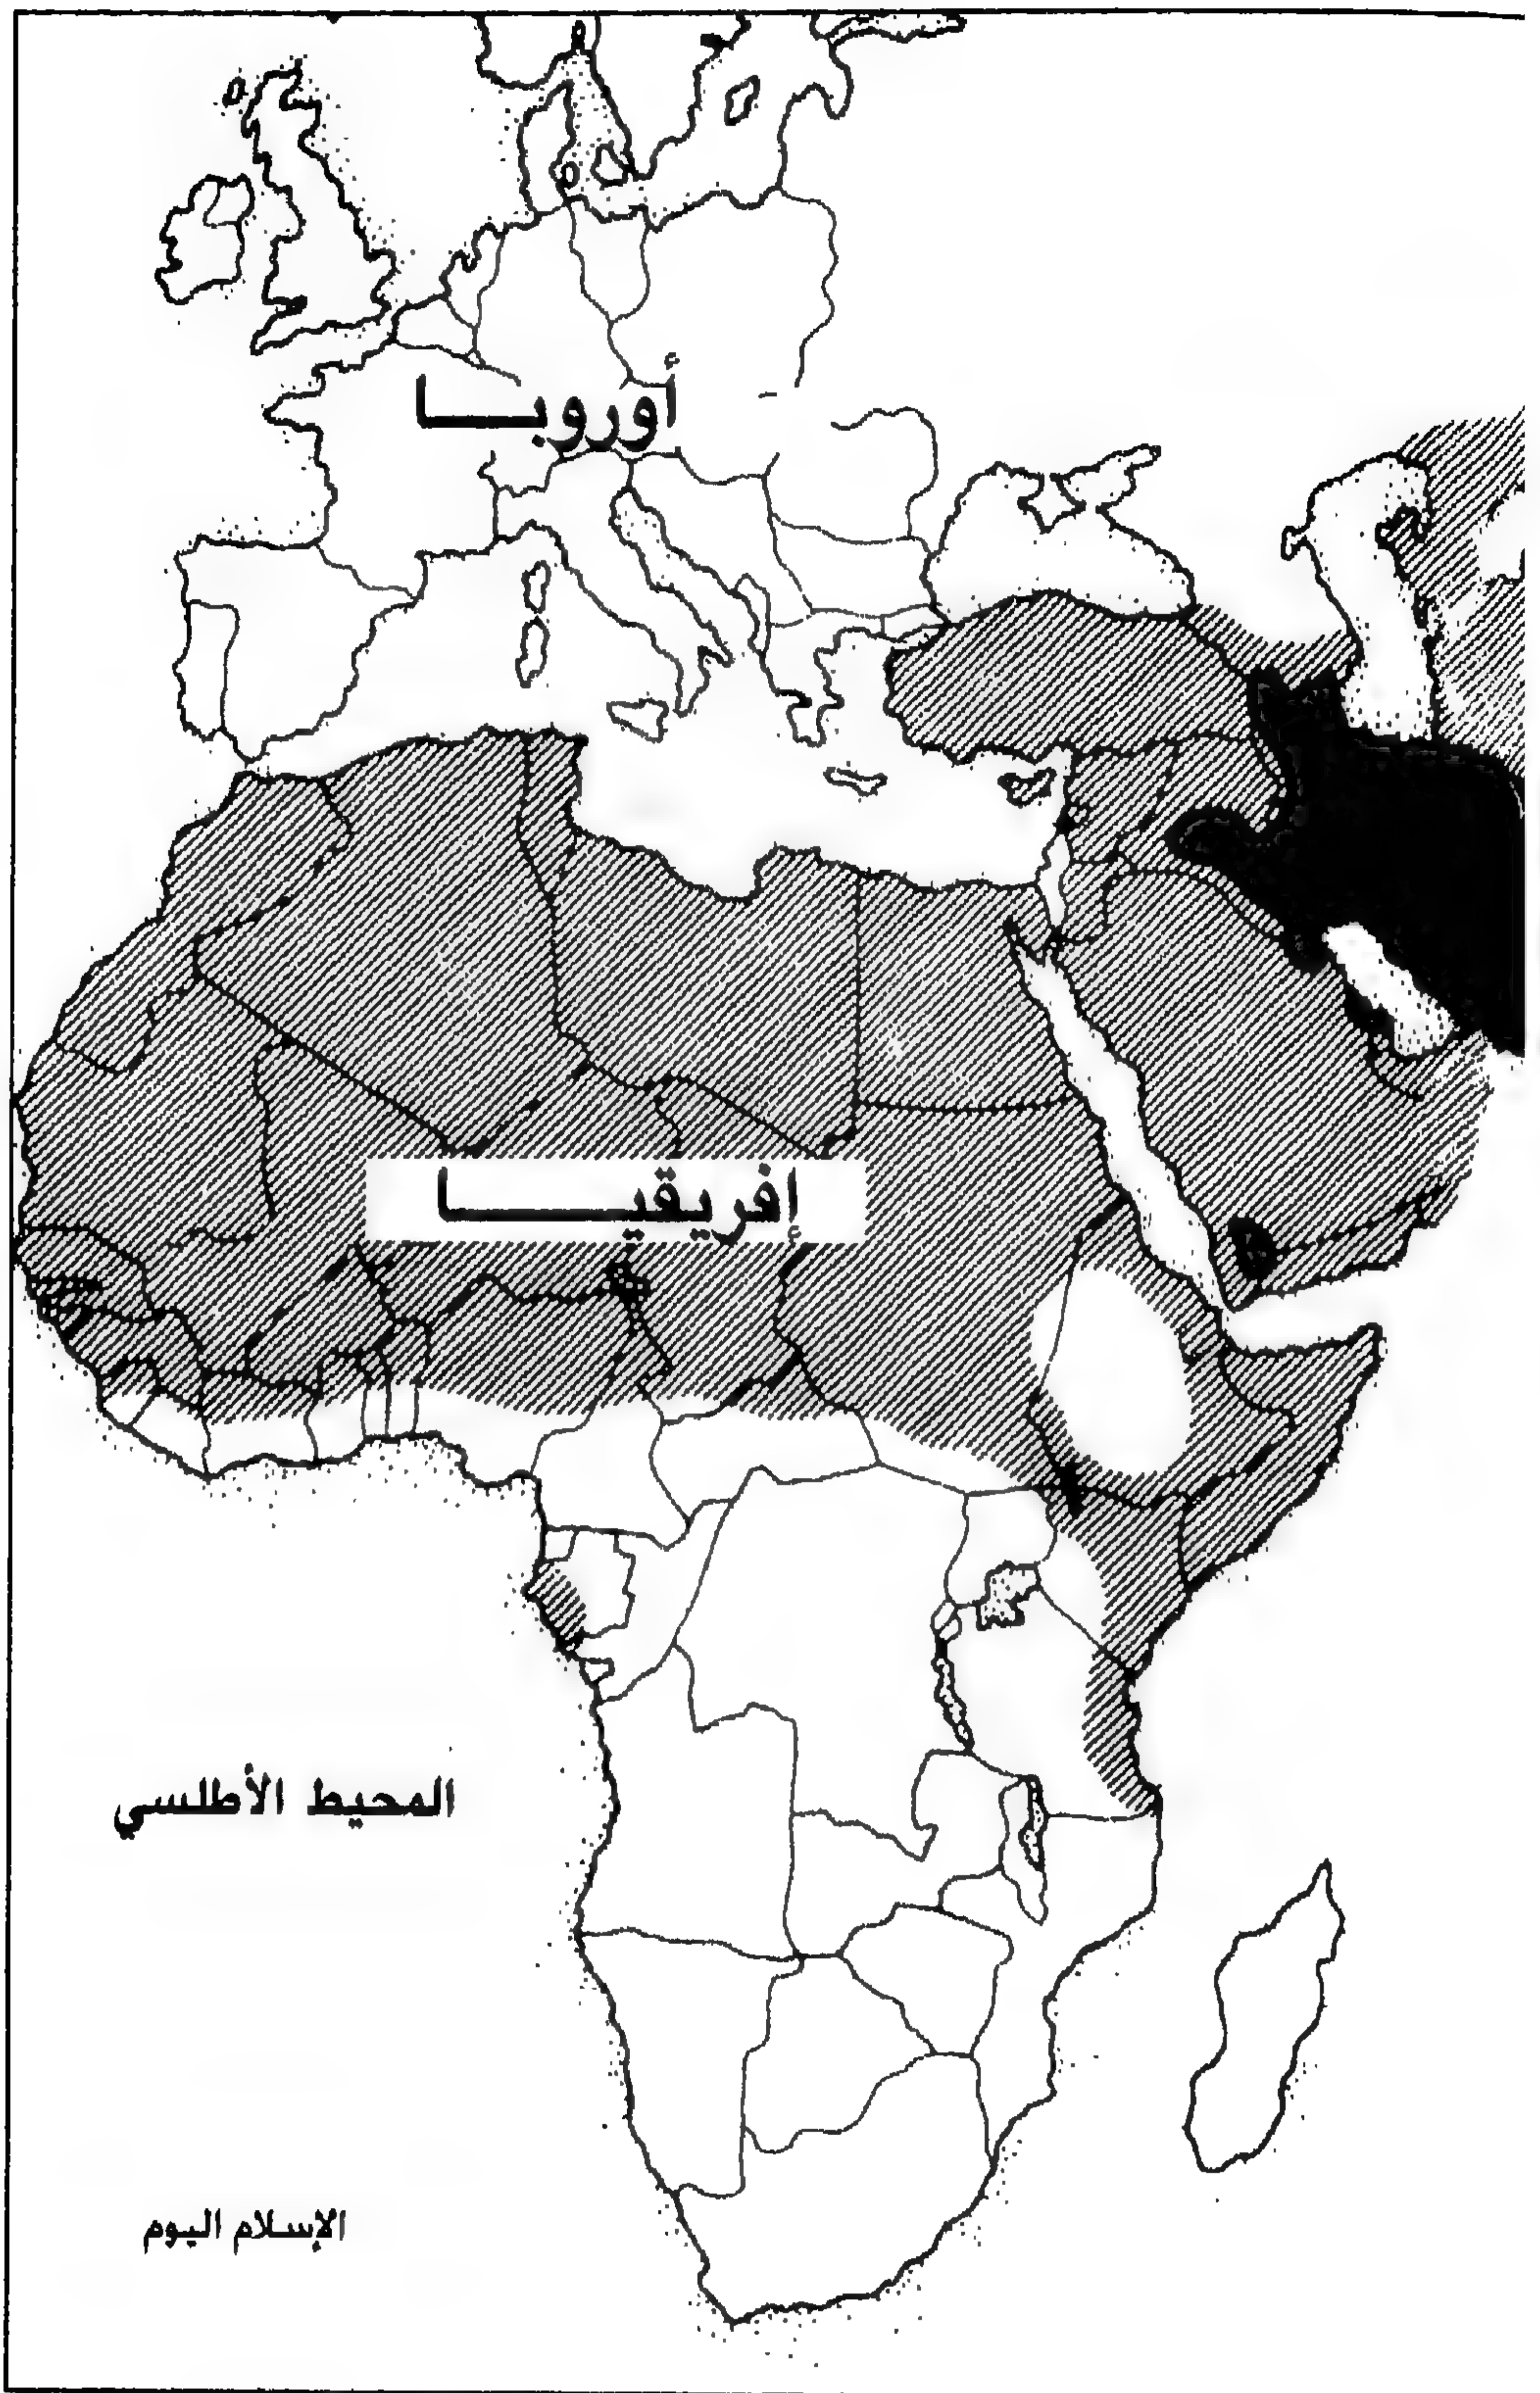 أوروبا
إفريقيا
المحيط الأطلسي
الإسلام اليوم